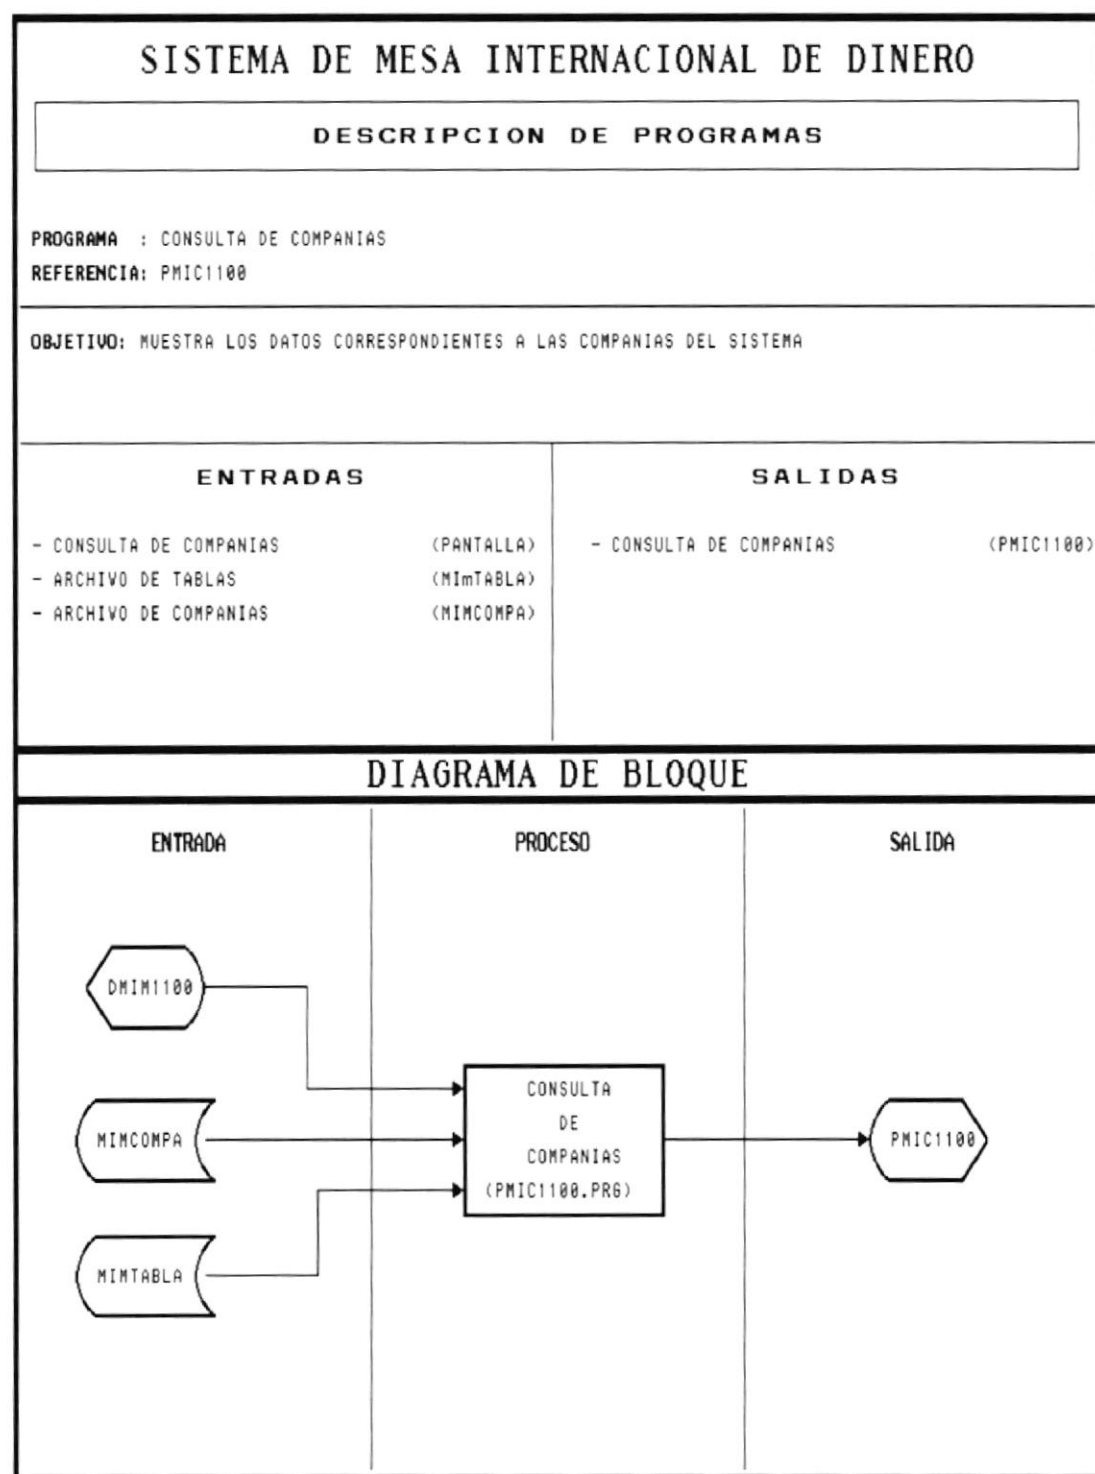 SISTEMA DE MESA INTERNACIONAL DE DINERO
DESCRIPCION DE PROGRAMAS
PROGRAMA : CONSULTA DE COMPANIAS
REFERENCIA: PMIC1100
OBJETIVO: MUESTRA LOS DATOS CORRESPONDIENTES A LAS COMPANIAS DEL SISTEMA
ENTRADAS
- CONSULTA DE COMPANIAS (PANTALLA)
- ARCHIVO DE TABLAS (MImTABLA)
- ARCHIVO DE COMPANIAS (MIMCOMPA)
SALIDAS
- CONSULTA DE COMPANIAS (PMIC1100)
DIAGRAMA DE BLOQUE
ENTRADA
PROCESO
SALIDA
DMIM1100
MIMCOMPA
MIMTABLA
CONSULTA
DE
COMPANIAS
(PMIC1100.PRG)
PMIC1100